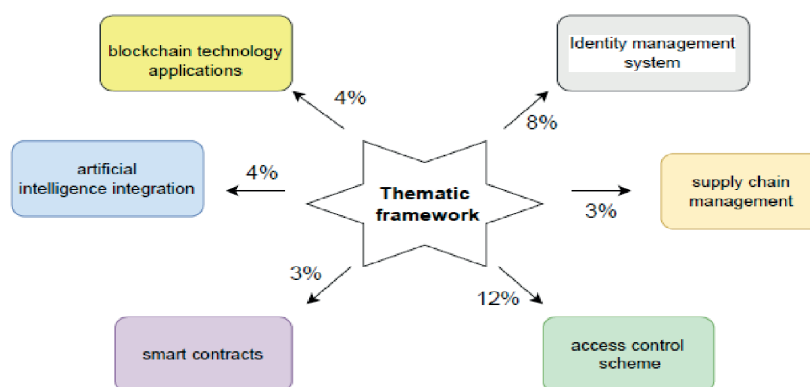 blockchain technology
applications
Identity management
system
4%
8%
artificial
intelligence integration
4%
Thematic
framework
3%
supply chain
management
3%
12%
smart contracts
access control
scheme